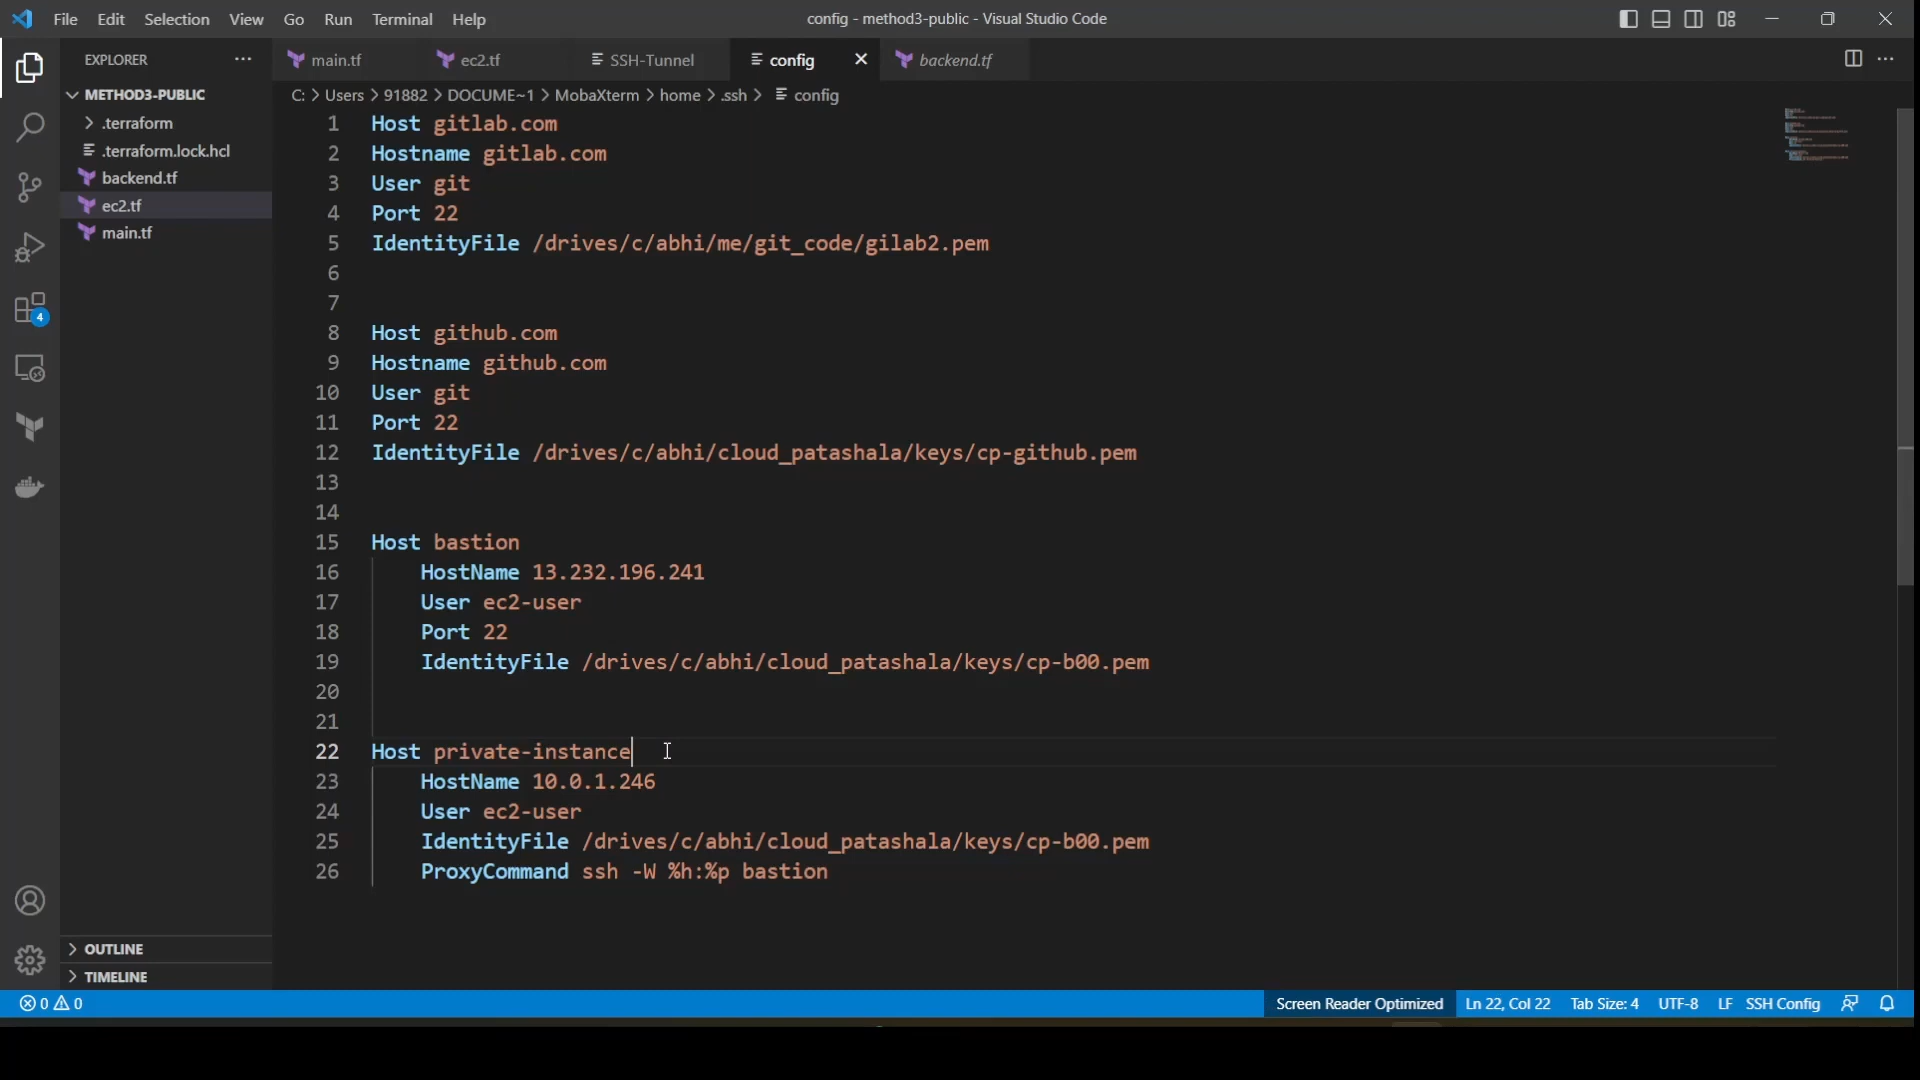 File Edit Selection View Go Run Terminal Help
config - method3-public - Visual Studio Code
EXPLORER
METHOD3-PUBLIC
.terraform
.terraform.lock.hcl
backend.tf
ec2.tf
main.tf
4
OUTLINE
TIMELINE
main.tf
ec2.tf
SSH-Tunnel
config
backend.tf
C: > Users > 91882 > DOCUME~1 > MobaXterm > home > .ssh > config
1 Host gitlab.com
2 Hostname gitlab.com
3 User git
4 Port 22
5 IdentityFile /drives/c/abhi/me/git_code/gilab2.pem
6
7
8 Host github.com
9 Hostname github.com
10 User git
11 Port 22
12 IdentityFile /drives/c/abhi/cloud_patashala/keys/cp-github.pem
13
14
15 Host bastion
16 HostName 13.232.196.241
17 User ec2-user
18 Port 22
19 IdentityFile /drives/c/abhi/cloud_patashala/keys/cp-b00.pem
20
21
22 Host private-instance
23 HostName 10.0.1.246
24 User ec2-user
25 IdentityFile /drives/c/abhi/cloud_patashala/keys/cp-b00.pem
26 ProxyCommand ssh -W %h:%p bastion
0 0
Screen Reader Optimized Ln 22, Col 22 Tab Size: 4 UTF-8 LF SSH Config